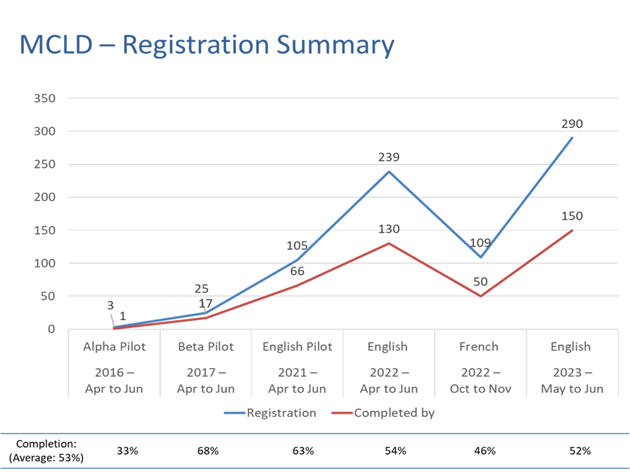 MCLD – Registration Summary
350
300
250
200
150
100
50
0
3
1
25
17
105
66
239
130
109
50
290
150
Alpha Pilot Beta Pilot English Pilot English French English
2016 – 2017 – 2021 – 2022 – 2022 – 2023 –
Apr to Jun Apr to Jun Apr to Jun Apr to Jun Oct to Nov May to Jun
Registration Completed by
Completion:
(Average: 53%) 33% 68% 63% 54% 46% 52%